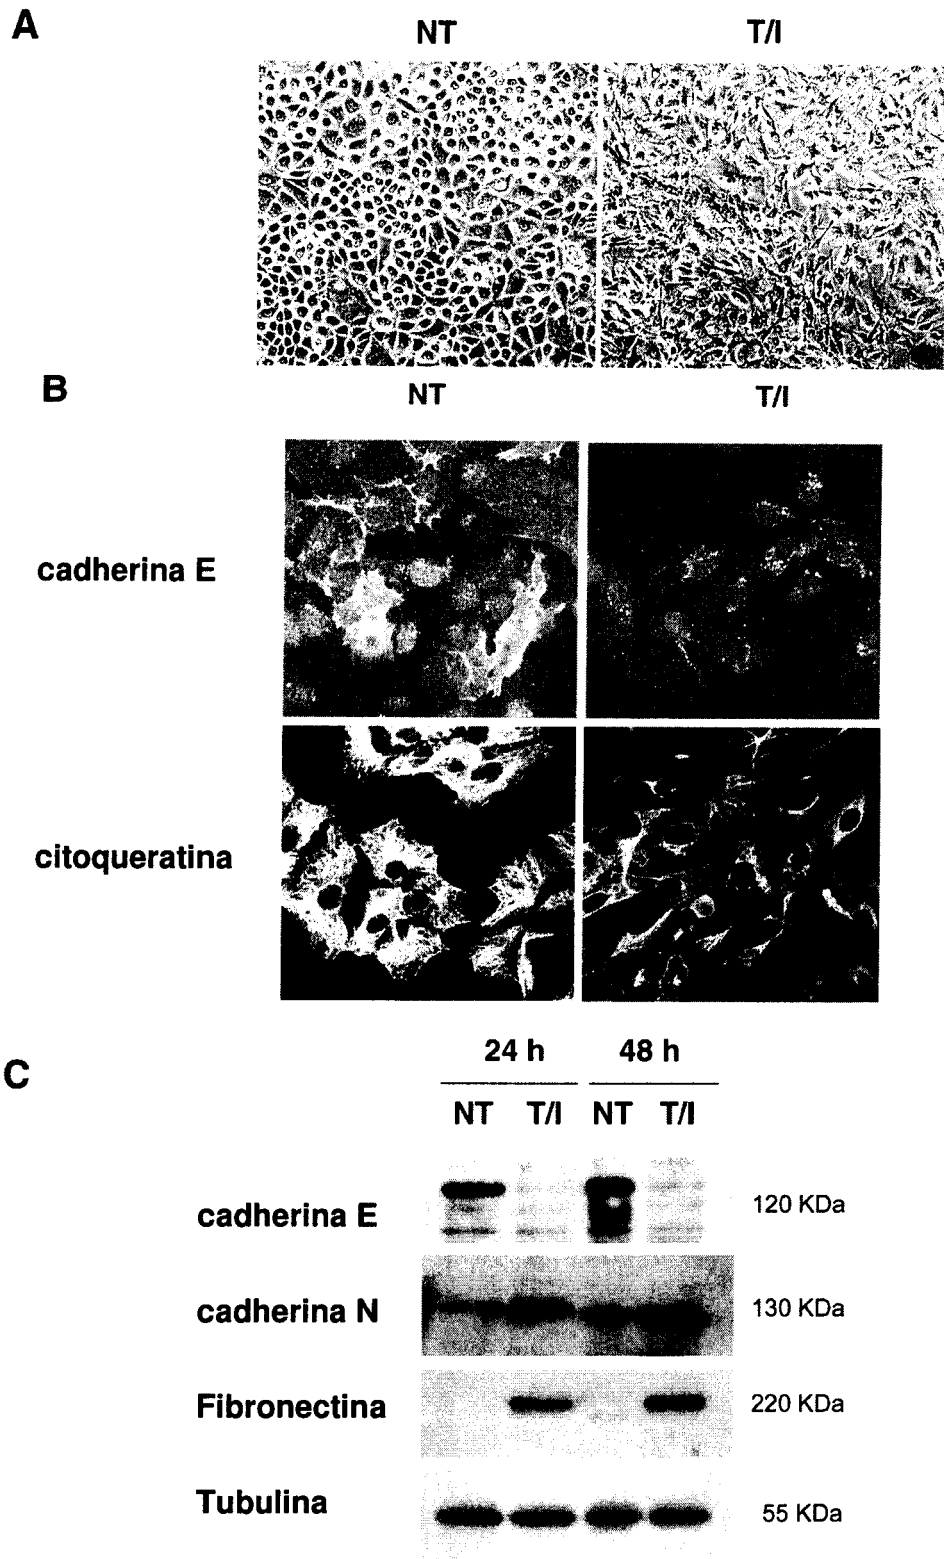 A
NT T/I
B
NT T/I
cadherina E
citoqueratina
C
24 h 48 h
NT T/I NT T/I
cadherina E 120 KDa
cadherina N 130 KDa
Fibronectina 220 KDa
Tubulina 55 KDa